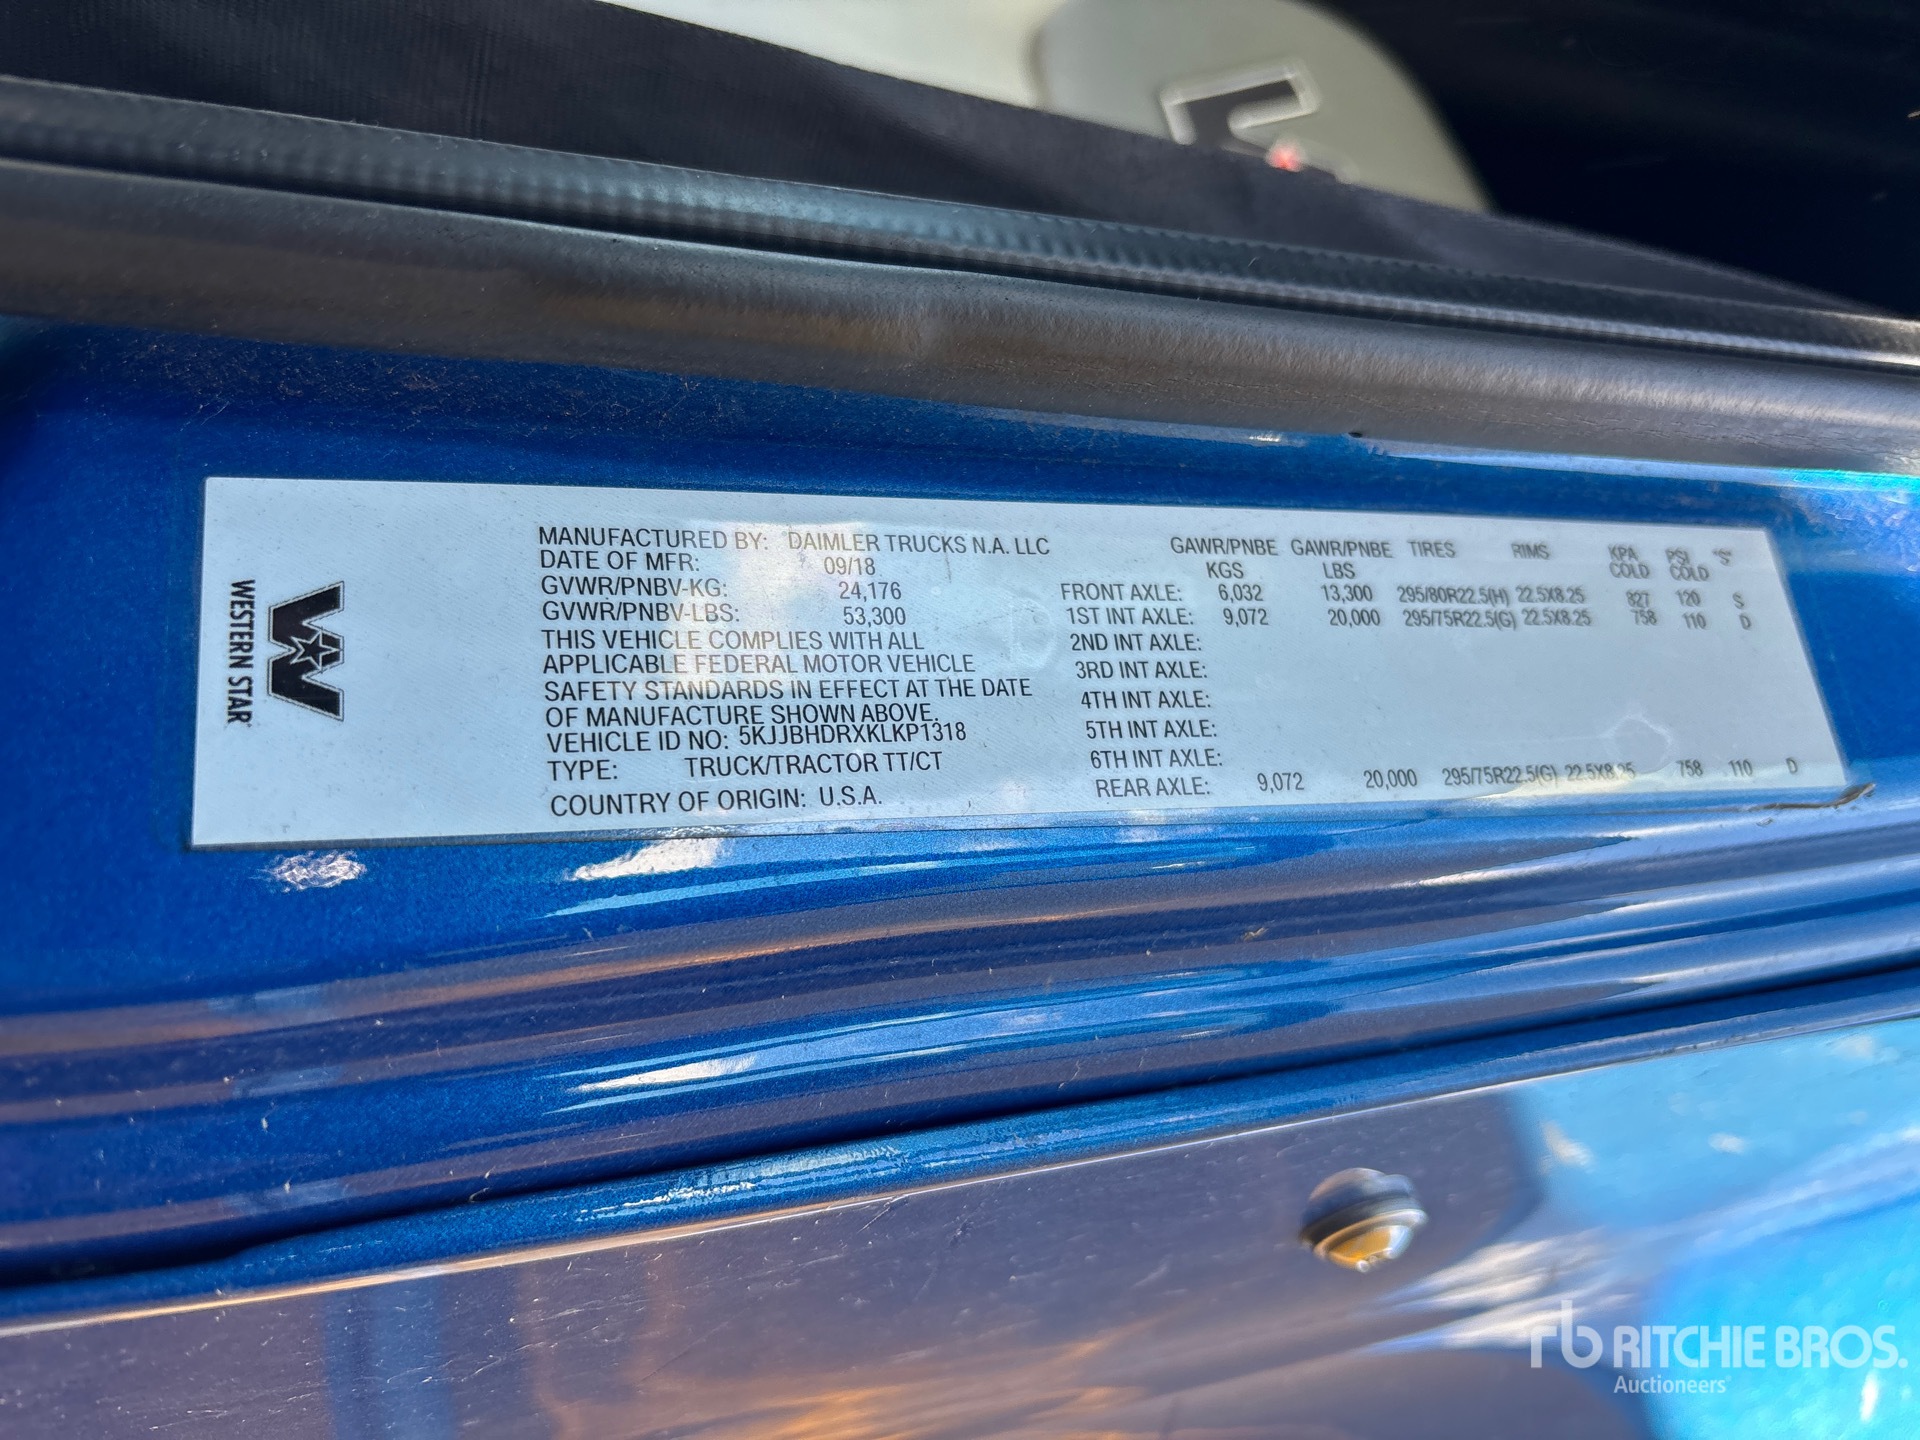 WESTERN STAR
MANUFACTURED BY: DAIMLER TRUCKS N.A. LLC
DATE OF MFR: 09/18
GVWR/PNBV-KG: 24,176
GVWR/PNBV-LBS: 53,300
THIS VEHICLE COMPLIES WITH ALL
APPLICABLE FEDERAL MOTOR VEHICLE
SAFETY STANDARDS IN EFFECT AT THE DATE
OF MANUFACTURE SHOWN ABOVE.
VEHICLE ID NO: 5KJJBHDRXKLKP1318
TYPE: TRUCK/TRACTOR TT/CT
COUNTRY OF ORIGIN: U.S.A.
GAWR/PNBE GAWR/PNBE TIRES RIMS KPA PSI "S"
KGS LBS COLD COLD
FRONT AXLE: 6,032 13,300 295/80R22.5(H) 22.5X8.25 827 120 S
1ST INT AXLE: 9,072 20,000 295/75R22.5(G) 22.5X8.25 758 110 D
2ND INT AXLE:
3RD INT AXLE:
4TH INT AXLE:
5TH INT AXLE:
6TH INT AXLE:
REAR AXLE: 9,072 20,000 295/75R22.5(G) 22.5X8.25 758 110 D
rb RITCHIE BROS.
Auctioneers